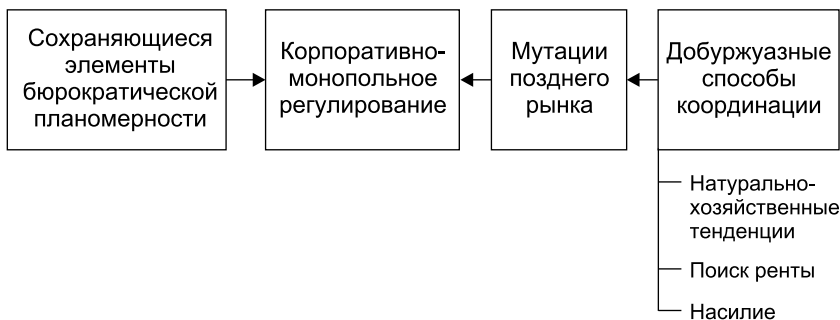 Сохраняющиеся
элементы
бюрократической
планомерности
Корпоративно-
монопольное
регулирование
Мутации
позднего
рынка
Добуржуазные
способы
координации
Натурально-
хозяйственные
тенденции
Поиск ренты
Насилие